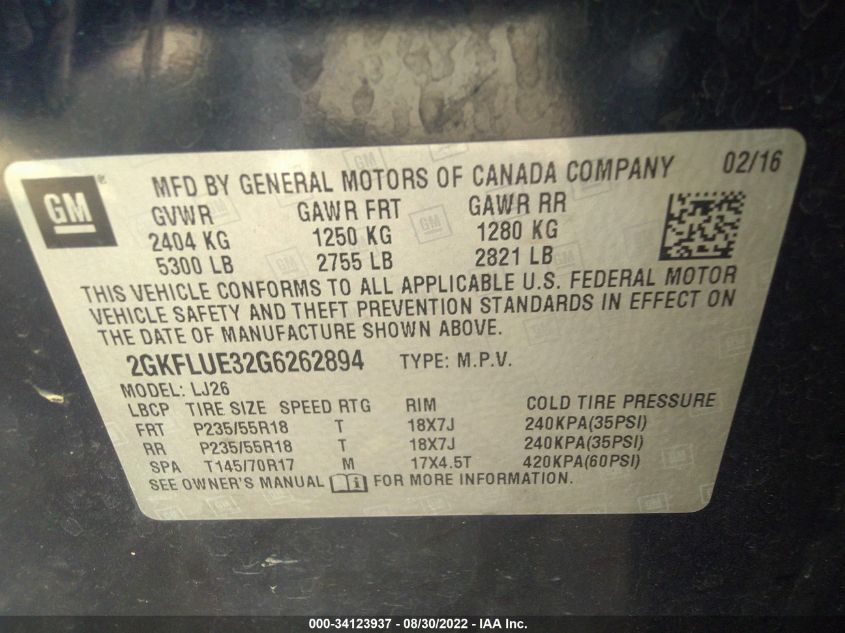 GM ® MFD BY GENERAL MOTORS OF CANADA COMPANY 02/16
GVWR GAWR FRT GAWR RR
2404 KG 1250 KG 1280 KG
5300 LB 2755 LB 2821 LB
THIS VEHICLE CONFORMS TO ALL APPLICABLE U.S. FEDERAL MOTOR
VEHICLE SAFETY AND THEFT PREVENTION STANDARDS IN EFFECT ON
THE DATE OF MANUFACTURE SHOWN ABOVE.
2GKFLUE32G6262894 TYPE: M.P.V.
MODEL: LJ26
LBCP TIRE SIZE SPEED RTG RIM COLD TIRE PRESSURE
FRT P235/55R18 T 18X7J 240KPA(35PSI)
RR P235/55R18 T 18X7J 240KPA(35PSI)
SPA T145/70R17 M 17X4.5T 420KPA(60PSI)
SEE OWNER'S MANUAL FOR MORE INFORMATION.
000-34123937 - 08/30/2022 - IAA Inc.